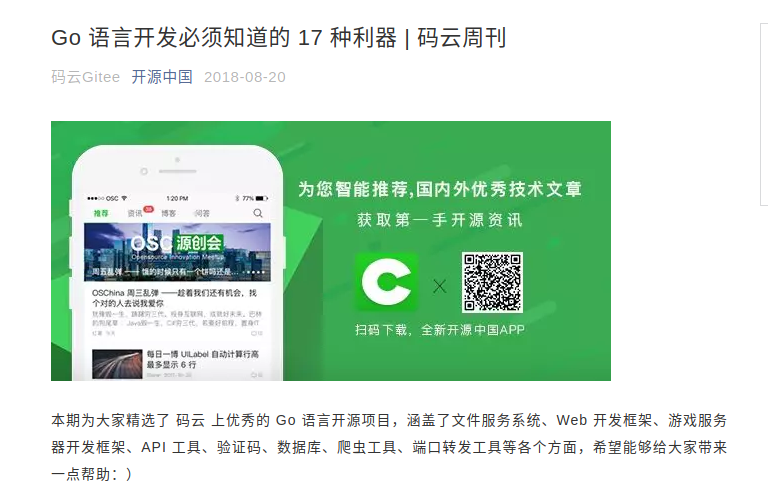 Go 语言开发必须知道的 17 种利器 | 码云周刊
码云Gitee 开源中国 2018-08-20
为您智能推荐,国内外优秀技术文章
获取第一手开源资讯
扫码下载，全新开源中国APP
OSC 1:20 PM 77%
推荐 资讯 博客 问答
OSC 源创会
Opensource Innovation Meetup
周五乱弹 —— 饿的时候只有一个饼吗还是...
OSChina 周三乱弹 ——趁着我们还有机会，找
个对的人去说我爱你
每日一博 UILabel 自动计算行高
最多显示 6 行
本期为大家精选了 码云 上优秀的 Go 语言开源项目，涵盖了文件服务系统、Web 开发框架、游戏服务
器开发框架、API 工具、验证码、数据库、爬虫工具、端口转发工具等各个方面，希望能够给大家带来
一点帮助：）